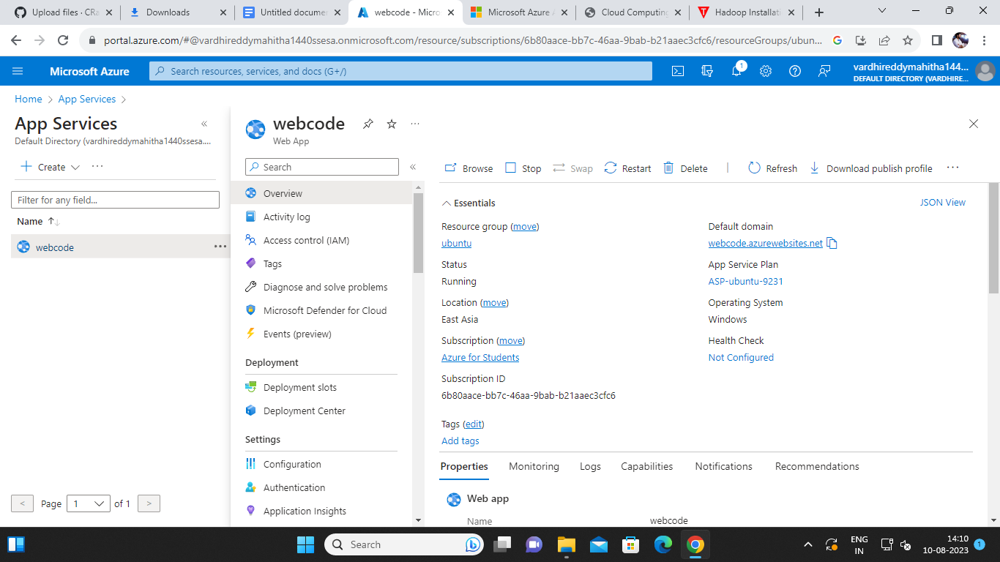 Upload files · CRa
Downloads
Untitled docume
webcode - Micro
Microsoft Azure
Cloud Computing
Hadoop Installati
portal.azure.com/#@vardhireddymahitha1440ssesa.onmicrosoft.com/resource/subscriptions/6b80aace-bb7c-46aa-9bab-b21aaec3cfc6/resourceGroups/ubun...
Microsoft Azure
Search resources, services, and docs (G+/)
1
vardhireddymahitha144...
DEFAULT DIRECTORY (VARDHIRE...
Home > App Services >
App Services
Default Directory (vardhireddymahitha1440ssesa....
Create
Filter for any field...
Name
webcode
Page 1 of 1
webcode
Web App
Search
Overview
Activity log
Access control (IAM)
Tags
Diagnose and solve problems
Microsoft Defender for Cloud
Events (preview)
Deployment
Deployment slots
Deployment Center
Settings
Configuration
Authentication
Application Insights
Browse Stop Swap Restart Delete Refresh Download publish profile
Essentials
JSON View
Resource group (move)
ubuntu
Status
Running
Location (move)
East Asia
Subscription (move)
Azure for Students
Subscription ID
6b80aace-bb7c-46aa-9bab-b21aaec3cfc6
Default domain
webcode.azurewebsites.net
App Service Plan
ASP-ubuntu-9231
Operating System
Windows
Health Check
Not Configured
Tags (edit)
Add tags
Properties Monitoring Logs Capabilities Notifications Recommendations
Web app
Name webcode
Search
ENG
IN
14:10
10-08-2023
1